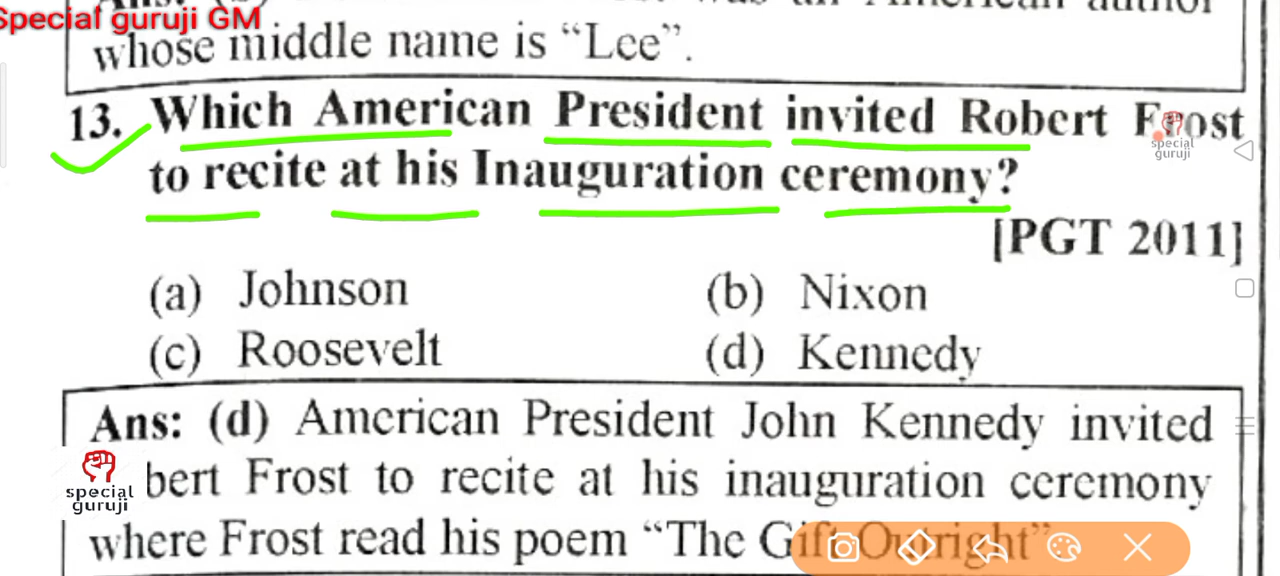 Special guruji GM
whose middle name is “Lee”.
13. Which American President invited Robert Frost
to recite at his Inauguration ceremony?
special
guruji
[PGT 2011]
(a) Johnson (b) Nixon
(c) Roosevelt (d) Kennedy
Ans: (d) American President John Kennedy invited
bert Frost to recite at his inauguration ceremony
special
guruji
where Frost read his poem “The Gift Outright”